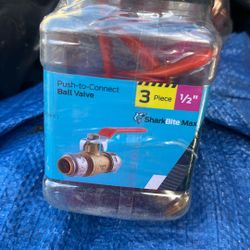 Push-to-Connect
Ball Valve
3 Piece
1/2"
SharkBite Max